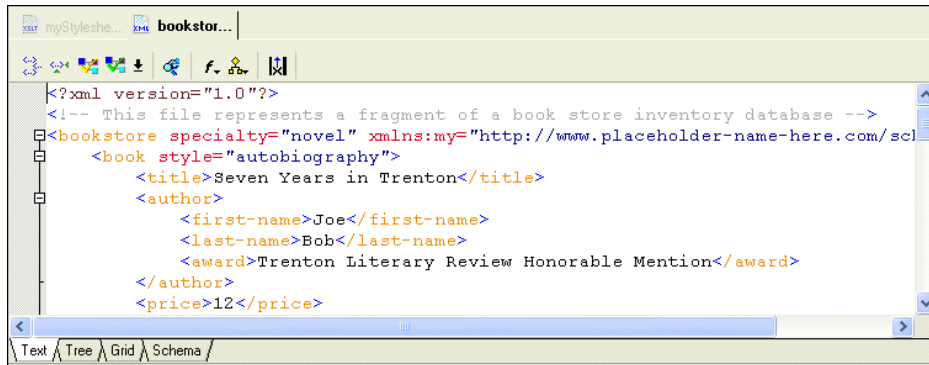 XSLT myStyleshe... XML bookstor...
<?xml version="1.0"?>
<!-- This file represents a fragment of a book store inventory database -->
<bookstore specialty="novel" xmlns:my="http://www.placeholder-name-here.com/sch
<book style="autobiography">
<title>Seven Years in Trenton</title>
<author>
<first-name>Joe</first-name>
<last-name>Bob</last-name>
<award>Trenton Literary Review Honorable Mention</award>
</author>
<price>12</price>
Text Tree Grid Schema